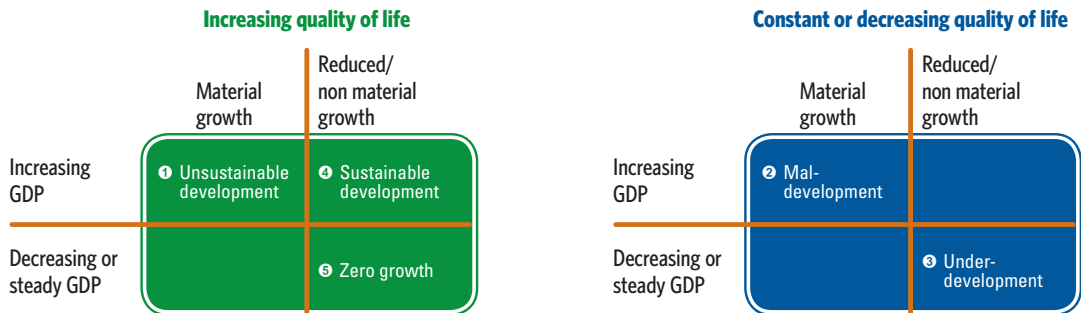 Increasing quality of life
Reduced/
non material
growth
Material
growth
Increasing
GDP
❶ Unsustainable
development
❹ Sustainable
development
Decreasing or
steady GDP
❺ Zero growth
Constant or decreasing quality of life
Reduced/
non material
growth
Material
growth
Increasing
GDP
❷ Mal-
development
Decreasing or
steady GDP
❸ Under-
development